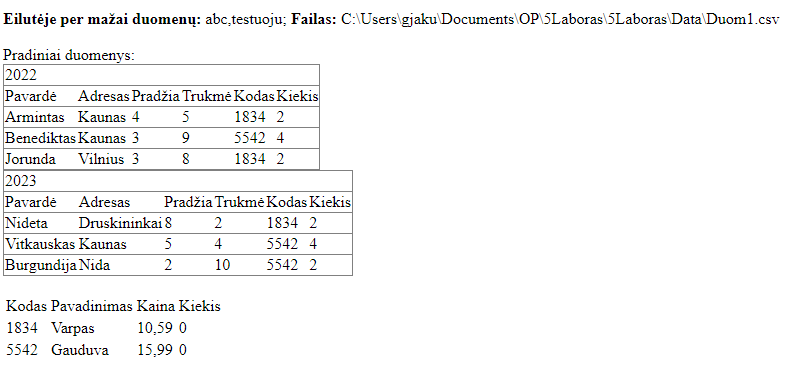 Eilutėje per mažai duomenų: abc,testuoju; Failas: C:\Users\gjaku\Documents\OP\5Laboras\5Laboras\Data\Duom1.csv
Pradiniai duomenys:
2022
Pavardė Adresas Pradžia Trukmė Kodas Kiekis
Armintas Kaunas 4 5 1834 2
Benediktas Kaunas 3 9 5542 4
Jorunda Vilnius 3 8 1834 2
2023
Pavardė Adresas Pradžia Trukmė Kodas Kiekis
Nideta Druskininkai 8 2 1834 2
Vitkauskas Kaunas 5 4 5542 4
Burgundija Nida 2 10 5542 2
Kodas Pavadinimas Kaina Kiekis
1834 Varpas 10,59 0
5542 Gauduva 15,99 0